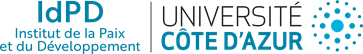 IdPD
Institut de la Paix
et du Développement
UNIVERSITÉ
CÔTE D'AZUR